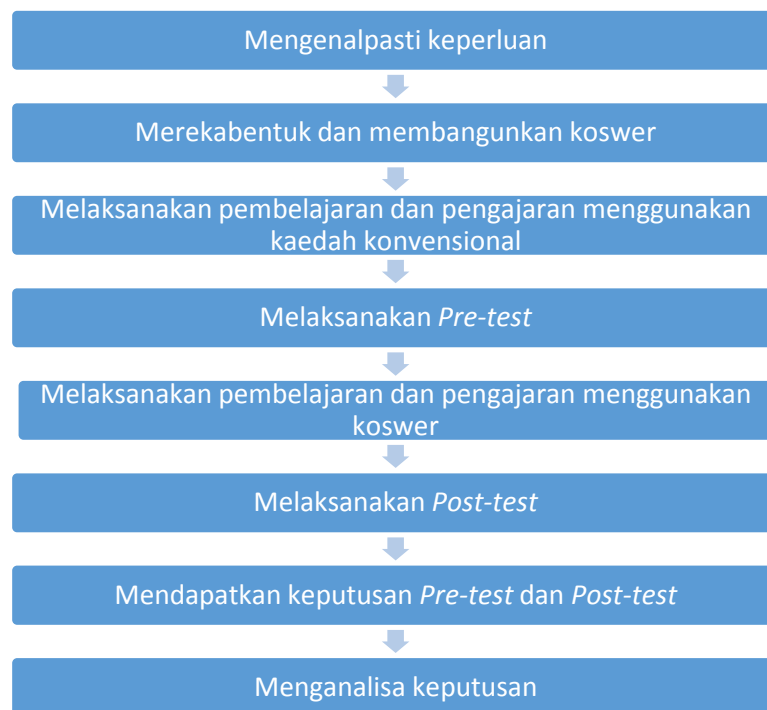 Mengenalpasti keperluan
Merekabentuk dan membangunkan koswer
Melaksanakan pembelajaran dan pengajaran menggunakan
kaedah konvensional
Melaksanakan Pre-test
Melaksanakan pembelajaran dan pengajaran menggunakan
koswer
Melaksanakan Post-test
Mendapatkan keputusan Pre-test dan Post-test
Menganalisa keputusan